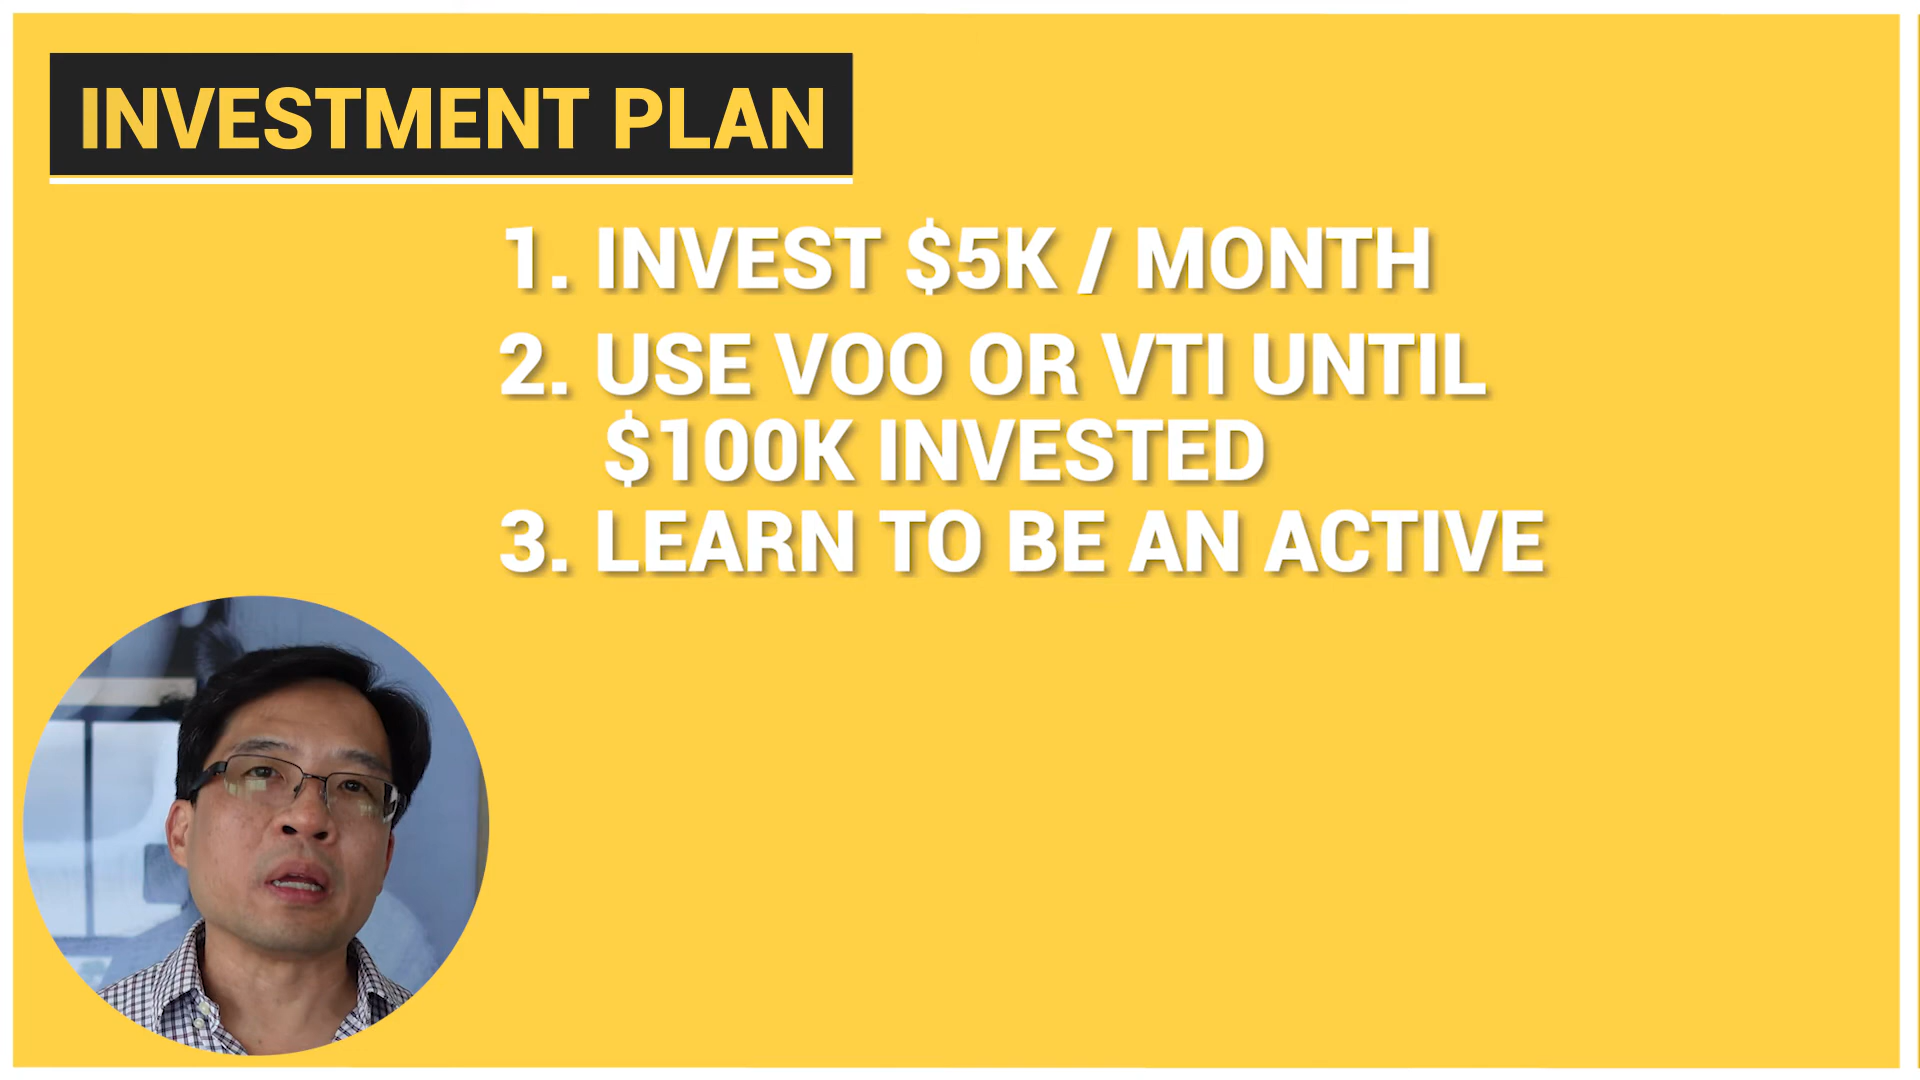 INVESTMENT PLAN
1. INVEST $5K / MONTH
2. USE VOO OR VTI UNTIL
$100K INVESTED
3. LEARN TO BE AN ACTIVE